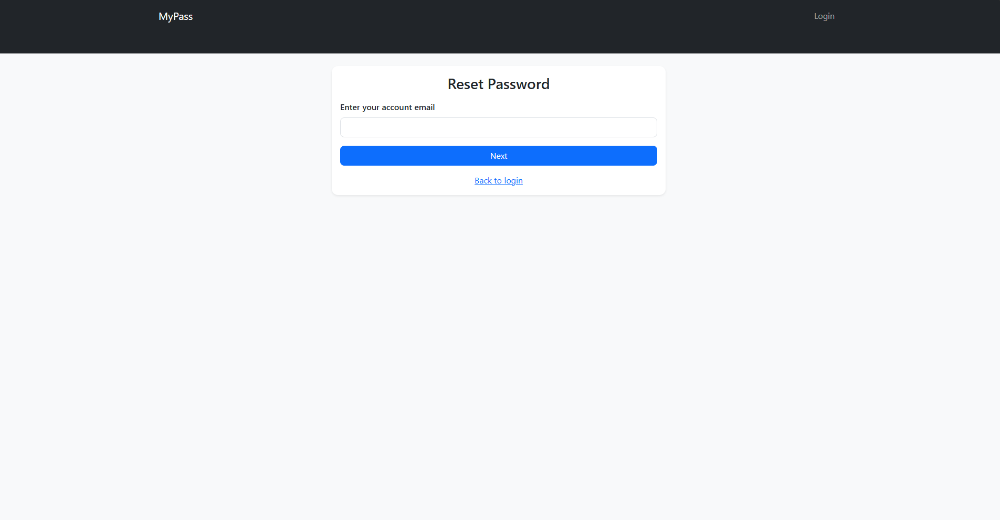 MyPass
Login
Reset Password
Enter your account email
Next
Back to login